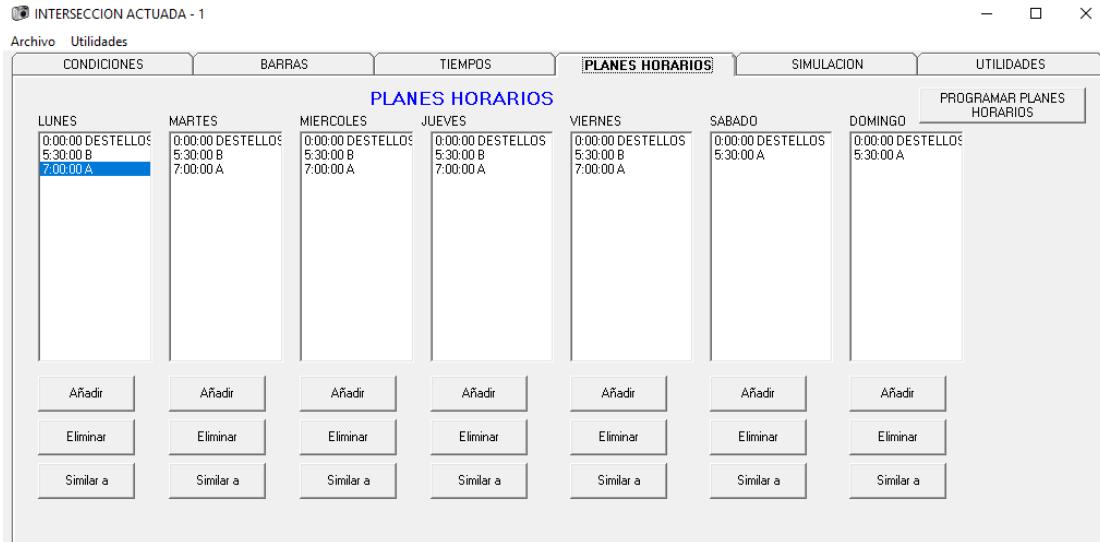 INTERSECCION ACTUADA - 1
Archivo Utilidades
CONDICIONES BARRAS TIEMPOS PLANES HORARIOS SIMULACION UTILIDADES
PLANES HORARIOS
PROGRAMAR PLANES
HORARIOS
LUNES MARTES MIERCOLES JUEVES VIERNES SABADO DOMINGO
0:00:00 DESTELLOS 0:00:00 DESTELLOS 0:00:00 DESTELLOS 0:00:00 DESTELLOS 0:00:00 DESTELLOS 0:00:00 DESTELLOS 0:00:00 DESTELLOS
5:30:00 B 5:30:00 B 5:30:00 B 5:30:00 B 5:30:00 B 5:30:00 A 5:30:00 A
7:00:00 A 7:00:00 A 7:00:00 A 7:00:00 A 7:00:00 A
Añadir Añadir Añadir Añadir Añadir Añadir Añadir
Eliminar Eliminar Eliminar Eliminar Eliminar Eliminar Eliminar
Similar a Similar a Similar a Similar a Similar a Similar a Similar a